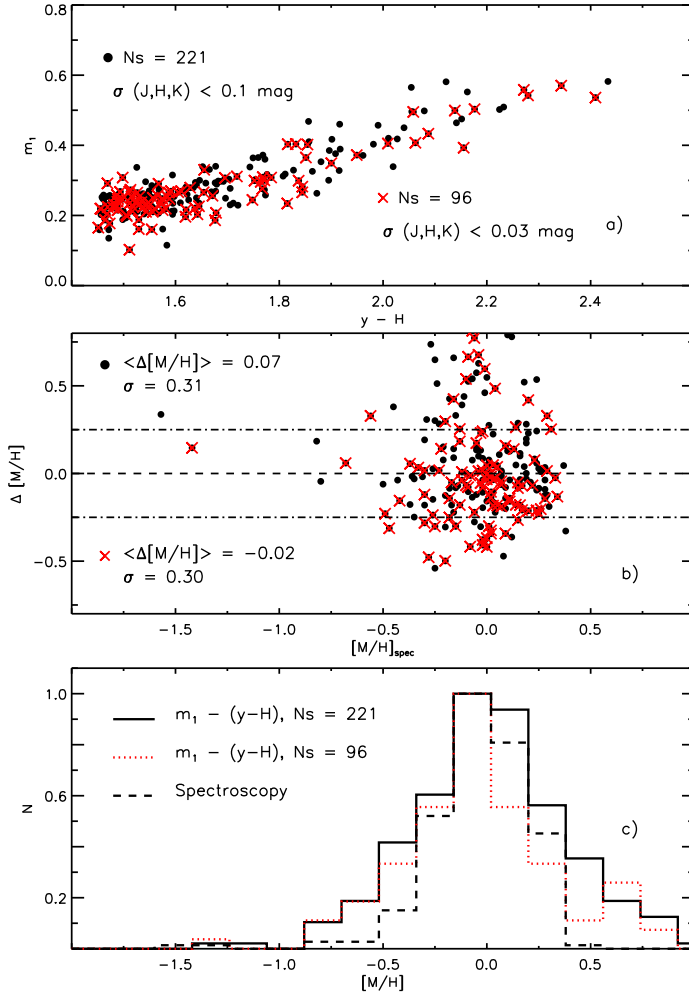 0.8
Ns = 221
σ (J,H,K) < 0.1 mag
0.6
m₁
0.4
Ns = 96
0.2
σ (J,H,K) < 0.03 mag
a)
0.0
1.6 1.8 2.0 2.2 2.4
y − H
<Δ[M/H]> = 0.07
σ = 0.31
0.5
Δ [M/H]
0.0
−0.5
<Δ[M/H]> = −0.02
σ = 0.30
b)
−1.5 −1.0 −0.5 0.0 0.5
[M/H]spec
1.0
m₁ − (y−H), Ns = 221
m₁ − (y−H), Ns = 96
Spectroscopy
N
0.6
c)
0.2
−1.5 −1.0 −0.5 0.0 0.5
[M/H]